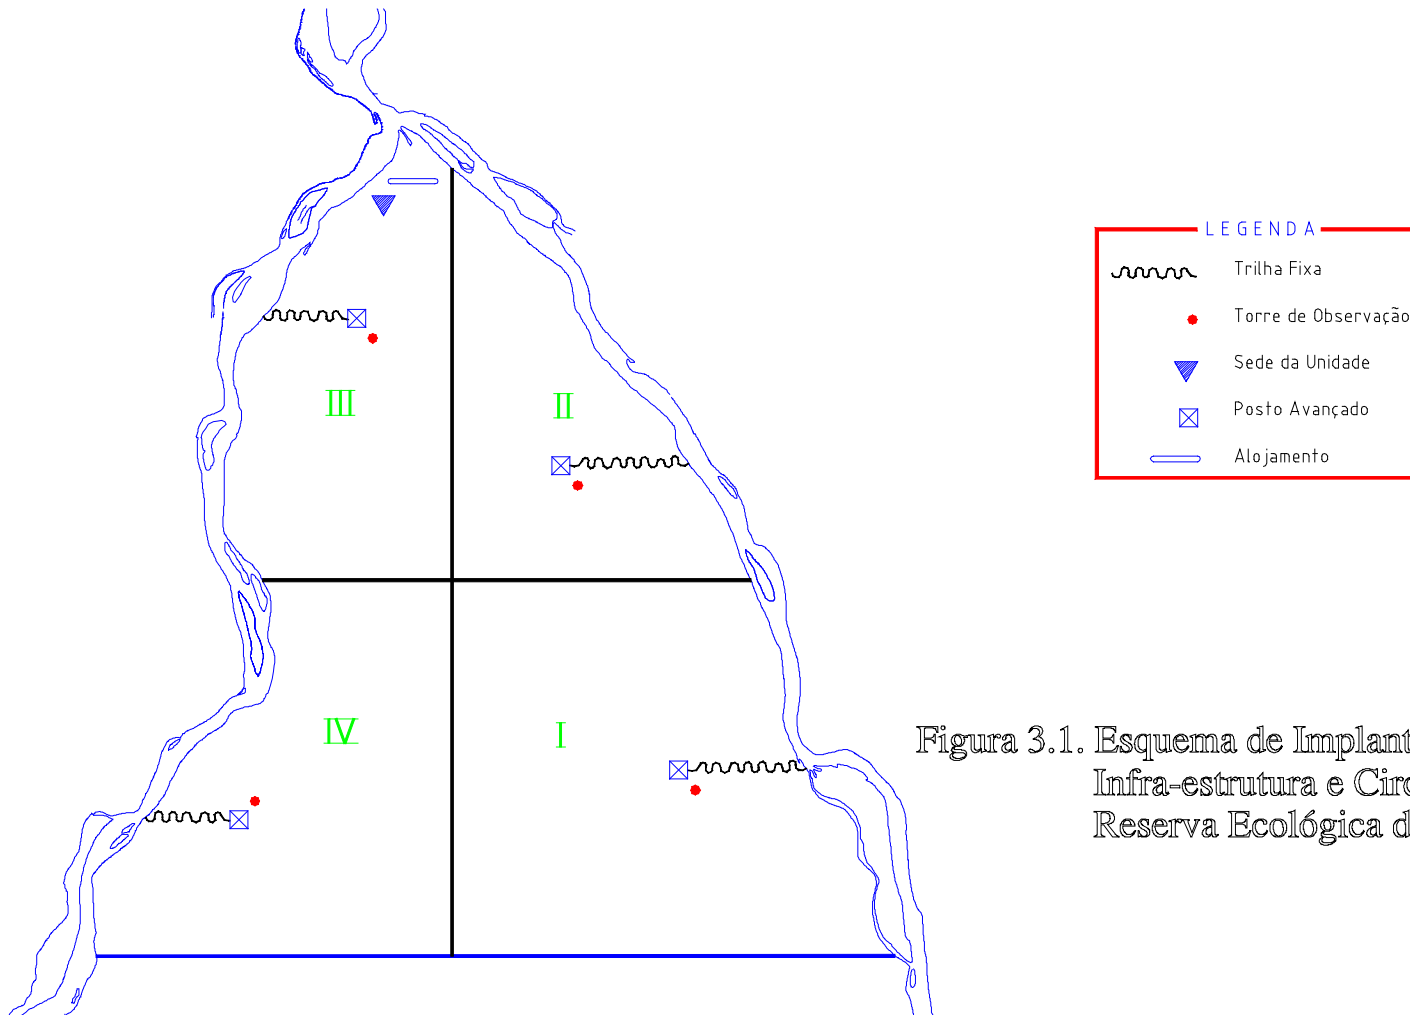 LEGENDA
Trilha Fixa
Torre de Observação
Sede da Unidade
Posto Avançado
Alojamento
III
II
IV
I
Figura 3.1. Esquema de Implant
Infra-estrutura e Circ
Reserva Ecológica d